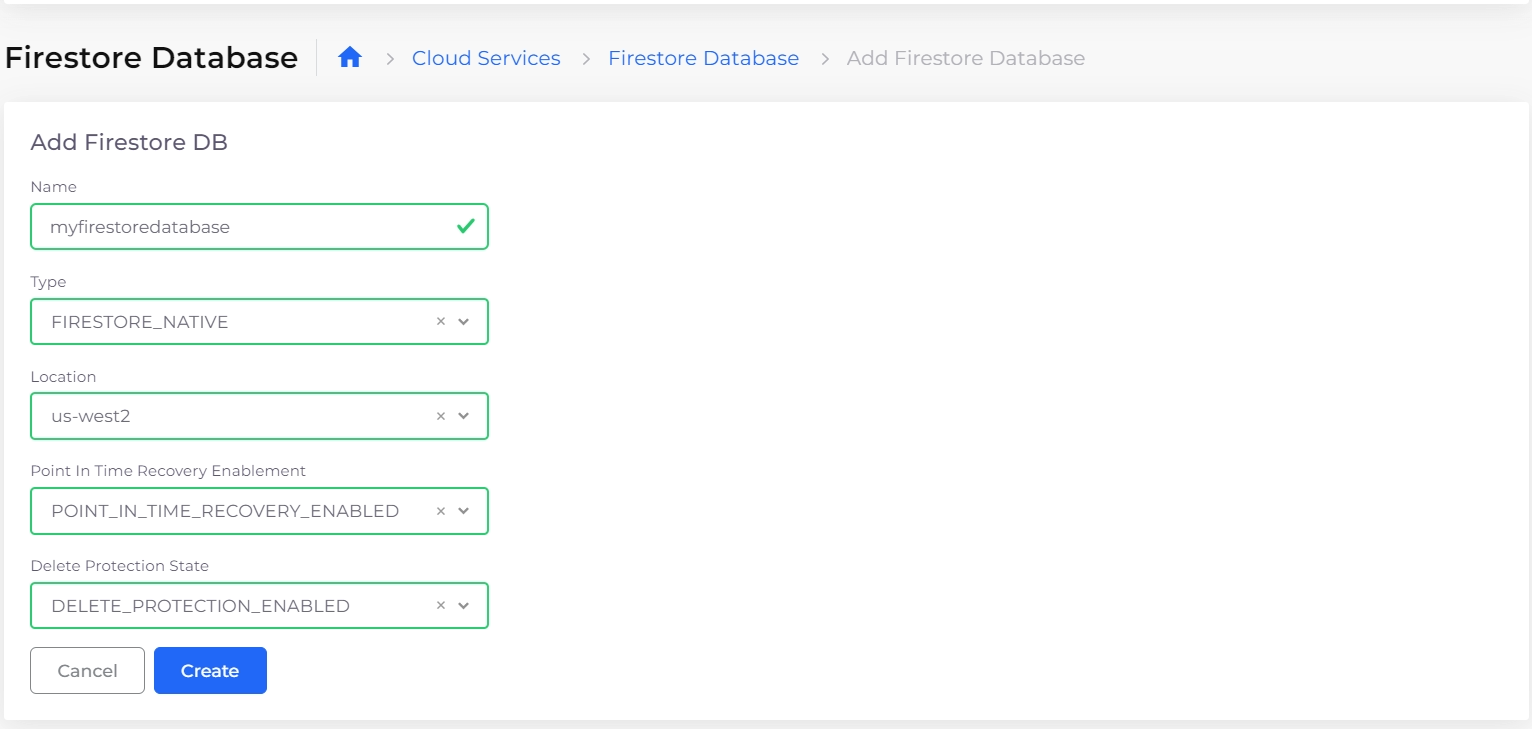 Firestore Database
Cloud Services > Firestore Database > Add Firestore Database
Add Firestore DB
Name
myfirestoredatabase
Type
FIRESTORE_NATIVE
Location
us-west2
Point In Time Recovery Enablement
POINT_IN_TIME_RECOVERY_ENABLED
Delete Protection State
DELETE_PROTECTION_ENABLED
Cancel Create